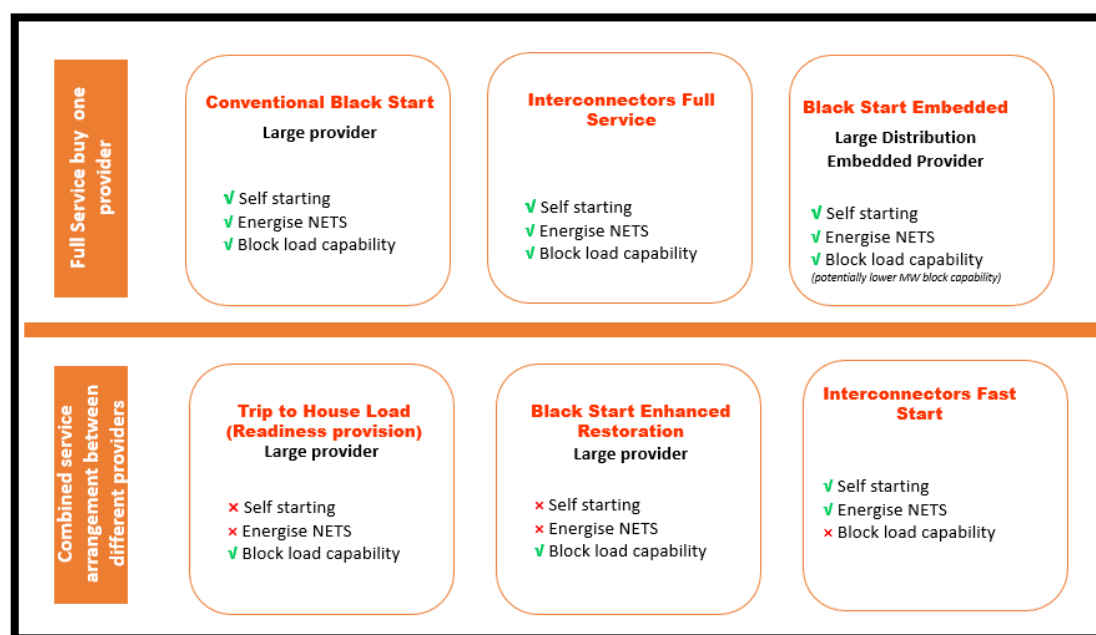 Full Service buy one
provider
Conventional Black Start
Large provider
√ Self starting
√ Energise NETS
√ Block load capability
Interconnectors Full
Service
√ Self starting
√ Energise NETS
√ Block load capability
Black Start Embedded
Large Distribution
Embedded Provider
√ Self starting
√ Energise NETS
√ Block load capability
(potentially lower MW block capability)
Combined service
arrangement between
different providers
Trip to House Load
(Readiness provision)
Large provider
× Self starting
× Energise NETS
√ Block load capability
Black Start Enhanced
Restoration
Large provider
× Self starting
× Energise NETS
√ Block load capability
Interconnectors Fast
Start
√ Self starting
√ Energise NETS
× Block load capability